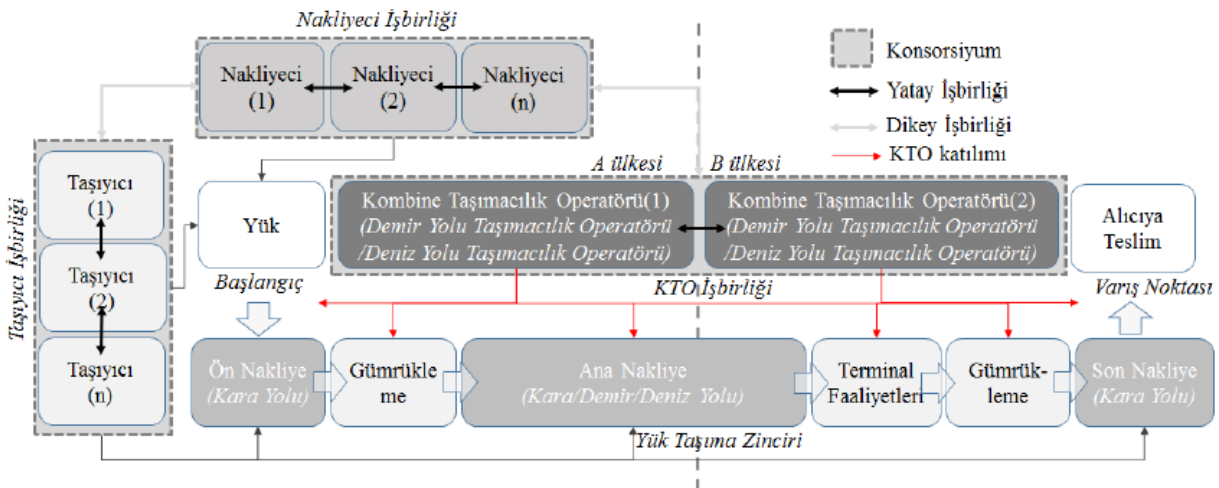 Nakliyeci İşbirliği
Nakliyeci
(1)
Nakliyeci
(2)
Nakliyeci
(n)
Konsorsiyum
Yatay İşbirliği
Dikey İşbirliği
KTO katılımı
A ülkesi
B ülkesi
Taşıyıcı İşbirliği
Taşıyıcı
(1)
Taşıyıcı
(2)
Taşıyıcı
(n)
Yük
Kombine Taşımacılık Operatörü(1)
(Demir Yolu Taşımacılık Operatörü
/Deniz Yolu Taşımacılık Operatörü)
Kombine Taşımacılık Operatörü(2)
(Demir Yolu Taşımacılık Operatörü
/Deniz Yolu Taşımacılık Operatörü)
Alıcıya
Teslim
Başlangıç
KTO İşbirliği
Varış Noktası
Ön Nakliye
(Kara Yolu)
Gümrükle
me
Ana Nakliye
(Kara/Demir/Deniz Yolu)
Terminal
Faaliyetleri
Gümrük-
leme
Son Nakliye
(Kara Yolu)
Yük Taşıma Zinciri